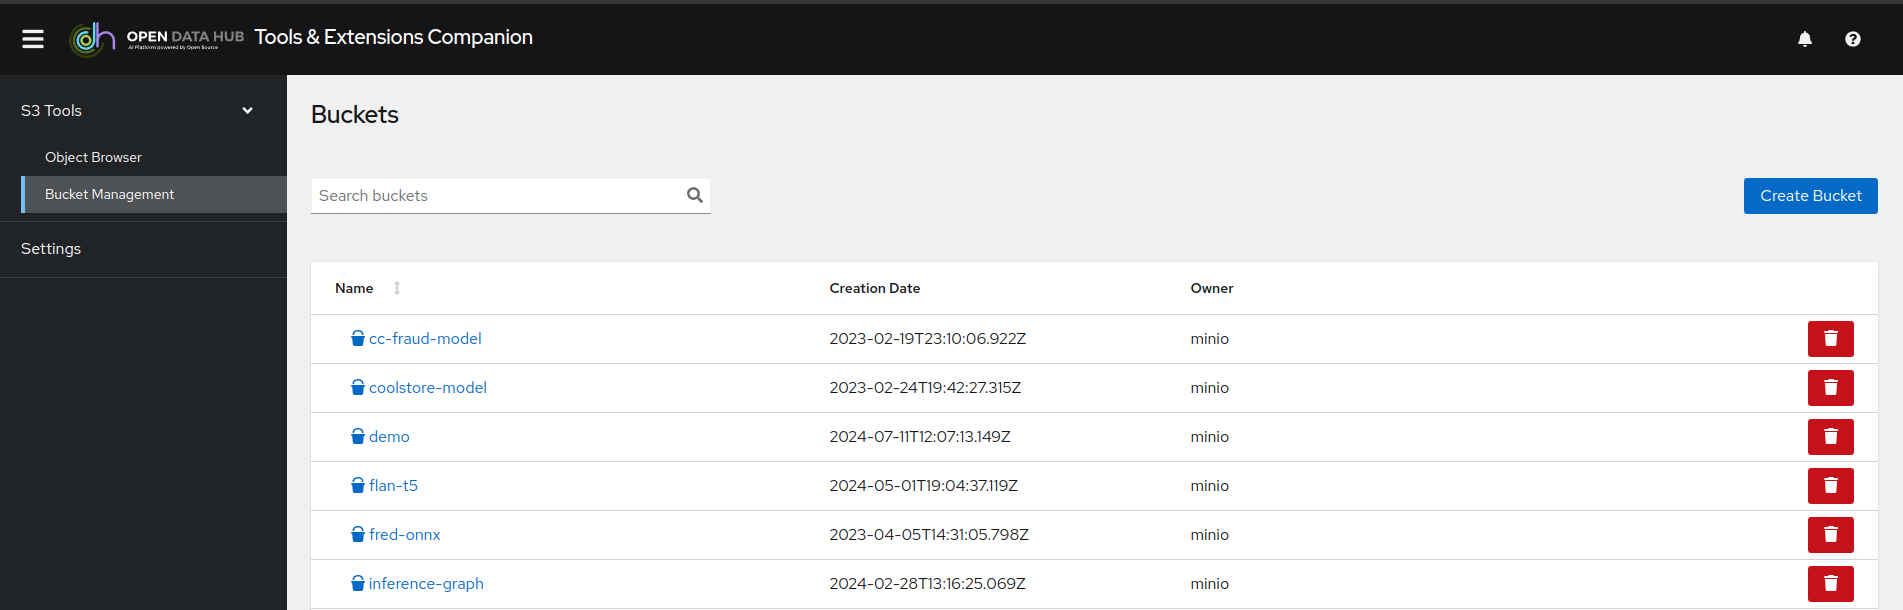 OPEN DATA HUB
AI Platform powered by Open Source
Tools & Extensions Companion
S3 Tools
Object Browser
Bucket Management
Settings
Buckets
Search buckets
Create Bucket
Name Creation Date Owner
cc-fraud-model 2023-02-19T23:10:06.922Z minio
coolstore-model 2023-02-24T19:42:27.315Z minio
demo 2024-07-11T12:07:13.149Z minio
flan-t5 2024-05-01T19:04:37.119Z minio
fred-onnx 2023-04-05T14:31:05.798Z minio
inference-graph 2024-02-28T13:16:25.069Z minio